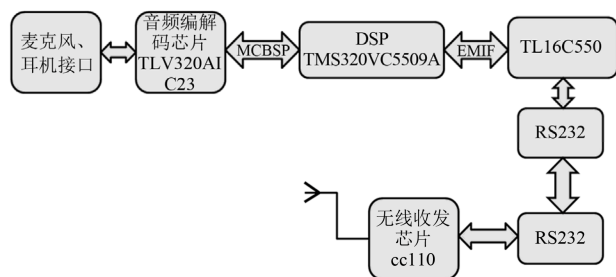 麦克风、
耳机接口
音频编解
码芯片
TLV320AI
C23
MCBSP
DSP
TMS320VC5509A
EMIF
TL16C550
RS232
无线收发
芯片
cc110
RS232